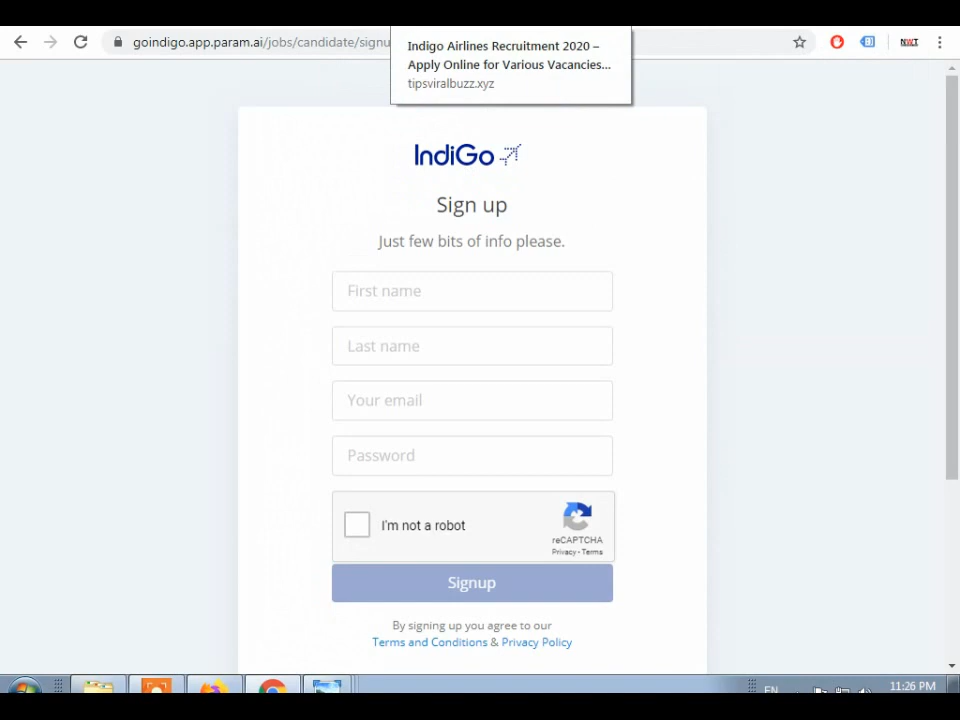 goindigo.app.param.ai/jobs/candidate/signu
Indigo Airlines Recruitment 2020 –
Apply Online for Various Vacancies...
tipsviralbuzz.xyz
NWT
IndiGo
Sign up
Just few bits of info please.
First name
Last name
Your email
Password
I'm not a robot
reCAPTCHA
Privacy - Terms
Signup
By signing up you agree to our
Terms and Conditions & Privacy Policy
EN
11:26 PM